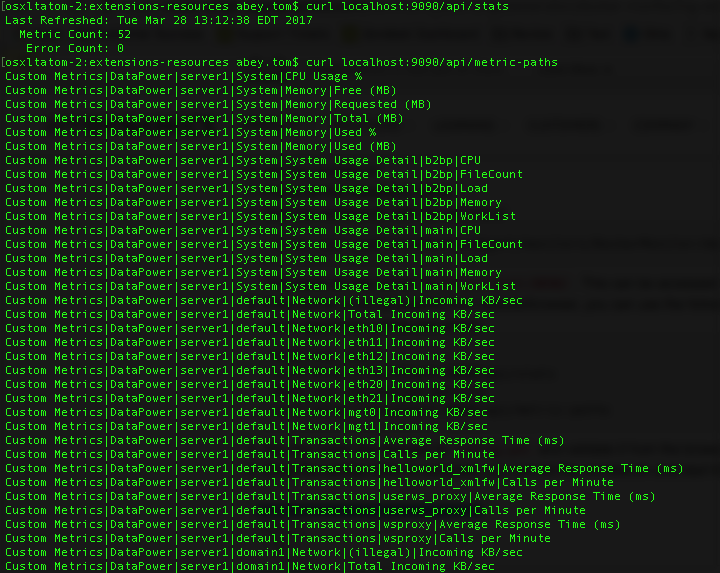 [osxltatom-2:extensions-resources abey.tom$ curl localhost:9090/api/stats
Last Refreshed: Tue Mar 28 13:12:38 EDT 2017
Metric Count: 52
Error Count: 0
[osxltatom-2:extensions-resources abey.tom$ curl localhost:9090/api/metric-paths
Custom Metrics|DataPower|server1|System|CPU Usage %
Custom Metrics|DataPower|server1|System|Memory|Free (MB)
Custom Metrics|DataPower|server1|System|Memory|Requested (MB)
Custom Metrics|DataPower|server1|System|Memory|Total (MB)
Custom Metrics|DataPower|server1|System|Memory|Used %
Custom Metrics|DataPower|server1|System|Memory|Used (MB)
Custom Metrics|DataPower|server1|System|System Usage Detail|b2bp|CPU
Custom Metrics|DataPower|server1|System|System Usage Detail|b2bp|FileCount
Custom Metrics|DataPower|server1|System|System Usage Detail|b2bp|Load
Custom Metrics|DataPower|server1|System|System Usage Detail|b2bp|Memory
Custom Metrics|DataPower|server1|System|System Usage Detail|b2bp|WorkList
Custom Metrics|DataPower|server1|System|System Usage Detail|main|CPU
Custom Metrics|DataPower|server1|System|System Usage Detail|main|FileCount
Custom Metrics|DataPower|server1|System|System Usage Detail|main|Load
Custom Metrics|DataPower|server1|System|System Usage Detail|main|Memory
Custom Metrics|DataPower|server1|System|System Usage Detail|main|WorkList
Custom Metrics|DataPower|server1|default|Network|(illegal)|Incoming KB/sec
Custom Metrics|DataPower|server1|default|Network|Total Incoming KB/sec
Custom Metrics|DataPower|server1|default|Network|eth10|Incoming KB/sec
Custom Metrics|DataPower|server1|default|Network|eth11|Incoming KB/sec
Custom Metrics|DataPower|server1|default|Network|eth12|Incoming KB/sec
Custom Metrics|DataPower|server1|default|Network|eth13|Incoming KB/sec
Custom Metrics|DataPower|server1|default|Network|eth20|Incoming KB/sec
Custom Metrics|DataPower|server1|default|Network|eth21|Incoming KB/sec
Custom Metrics|DataPower|server1|default|Network|mgt0|Incoming KB/sec
Custom Metrics|DataPower|server1|default|Network|mgt1|Incoming KB/sec
Custom Metrics|DataPower|server1|default|Transactions|Average Response Time (ms)
Custom Metrics|DataPower|server1|default|Transactions|Calls per Minute
Custom Metrics|DataPower|server1|default|Transactions|helloworld_xmlfw|Average Response Time (ms)
Custom Metrics|DataPower|server1|default|Transactions|helloworld_xmlfw|Calls per Minute
Custom Metrics|DataPower|server1|default|Transactions|userws_proxy|Average Response Time (ms)
Custom Metrics|DataPower|server1|default|Transactions|userws_proxy|Calls per Minute
Custom Metrics|DataPower|server1|default|Transactions|wsproxy|Average Response Time (ms)
Custom Metrics|DataPower|server1|default|Transactions|wsproxy|Calls per Minute
Custom Metrics|DataPower|server1|domain1|Network|(illegal)|Incoming KB/sec
Custom Metrics|DataPower|server1|domain1|Network|Total Incoming KB/sec